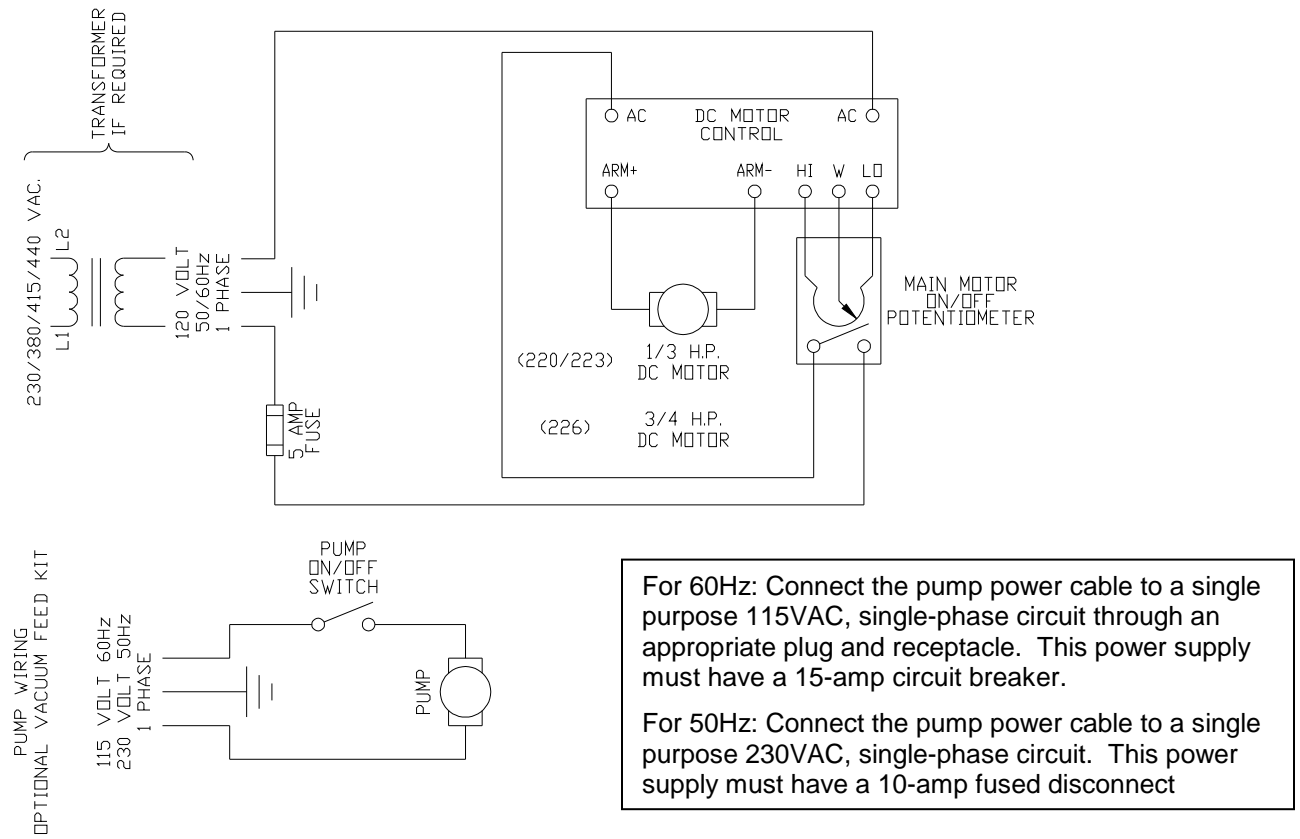 TRANSFORMER
IF REQUIRED
230/380/415/440 VAC.
L1
L2
120 VOLT
50/60Hz
1 PHASE
5 AMP
FUSE
AC
DC MOTOR
CONTROL
AC
ARM+
ARM-
HI
W
LO
MAIN MOTOR
ON/OFF
POTENTIOMETER
(220/223)
1/3 H.P.
DC MOTOR
(226)
3/4 H.P.
DC MOTOR
PUMP WIRING
OPTIONAL VACUUM FEED KIT
115 VOLT 60Hz
230 VOLT 50Hz
1 PHASE
PUMP
ON/OFF
SWITCH
PUMP
For 60Hz: Connect the pump power cable to a single
purpose 115VAC, single-phase circuit through an
appropriate plug and receptacle. This power supply
must have a 15-amp circuit breaker.
For 50Hz: Connect the pump power cable to a single
purpose 230VAC, single-phase circuit. This power
supply must have a 10-amp fused disconnect